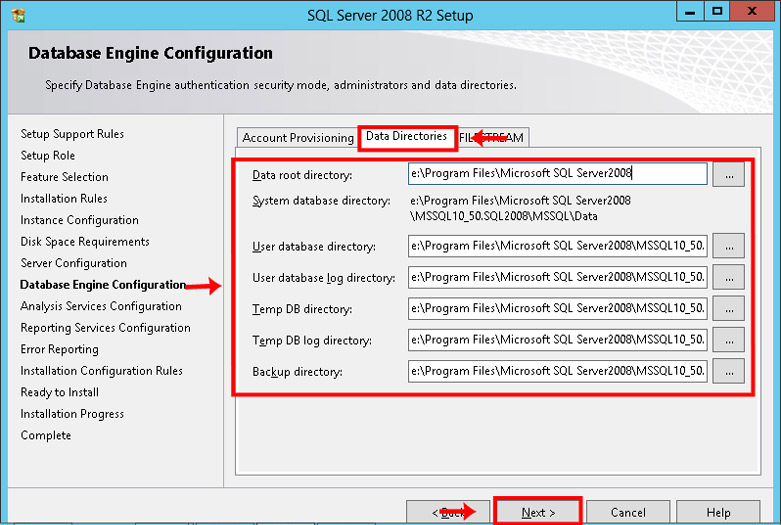 SQL Server 2008 R2 Setup
Database Engine Configuration
Specify Database Engine authentication security mode, administrators and data directories.
Setup Support Rules
Setup Role
Feature Selection
Installation Rules
Instance Configuration
Disk Space Requirements
Server Configuration
Database Engine Configuration
Analysis Services Configuration
Reporting Services Configuration
Error Reporting
Installation Configuration Rules
Ready to Install
Installation Progress
Complete
Account Provisioning Data Directories FILESTREAM
Data root directory: e:\Program Files\Microsoft SQL Server2008 ...
System database directory: e:\Program Files\Microsoft SQL Server2008
\MSSQL10_50.SQL2008\MSSQL\Data
User database directory: e:\Program Files\Microsoft SQL Server2008\MSSQL10_50. ...
User database log directory: e:\Program Files\Microsoft SQL Server2008\MSSQL10_50. ...
Temp DB directory: e:\Program Files\Microsoft SQL Server2008\MSSQL10_50. ...
Temp DB log directory: e:\Program Files\Microsoft SQL Server2008\MSSQL10_50. ...
Backup directory: e:\Program Files\Microsoft SQL Server2008\MSSQL10_50. ...
< Back Next > Cancel Help